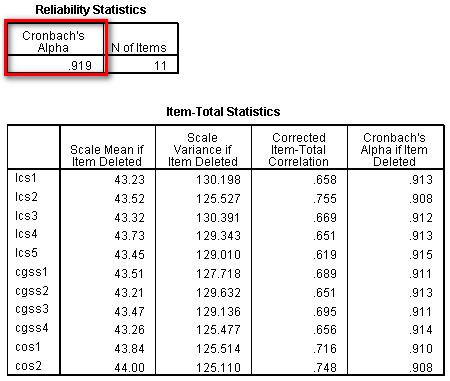 Reliability Statistics
Cronbach's Alpha N of Items
.919 11
Item-Total Statistics
Scale Mean if Item Deleted Scale Variance if Item Deleted Corrected Item-Total Correlation Cronbach's Alpha if Item Deleted
lcs1 43.23 130.198 .658 .913
lcs2 43.52 125.527 .755 .908
lcs3 43.32 130.391 .669 .912
lcs4 43.73 129.343 .651 .913
lcs5 43.45 129.010 .619 .915
cgss1 43.51 127.718 .689 .911
cgss2 43.21 129.632 .651 .913
cgss3 43.47 129.136 .695 .911
cgss4 43.26 125.477 .656 .914
cos1 43.84 125.514 .716 .910
cos2 44.00 125.110 .748 .908